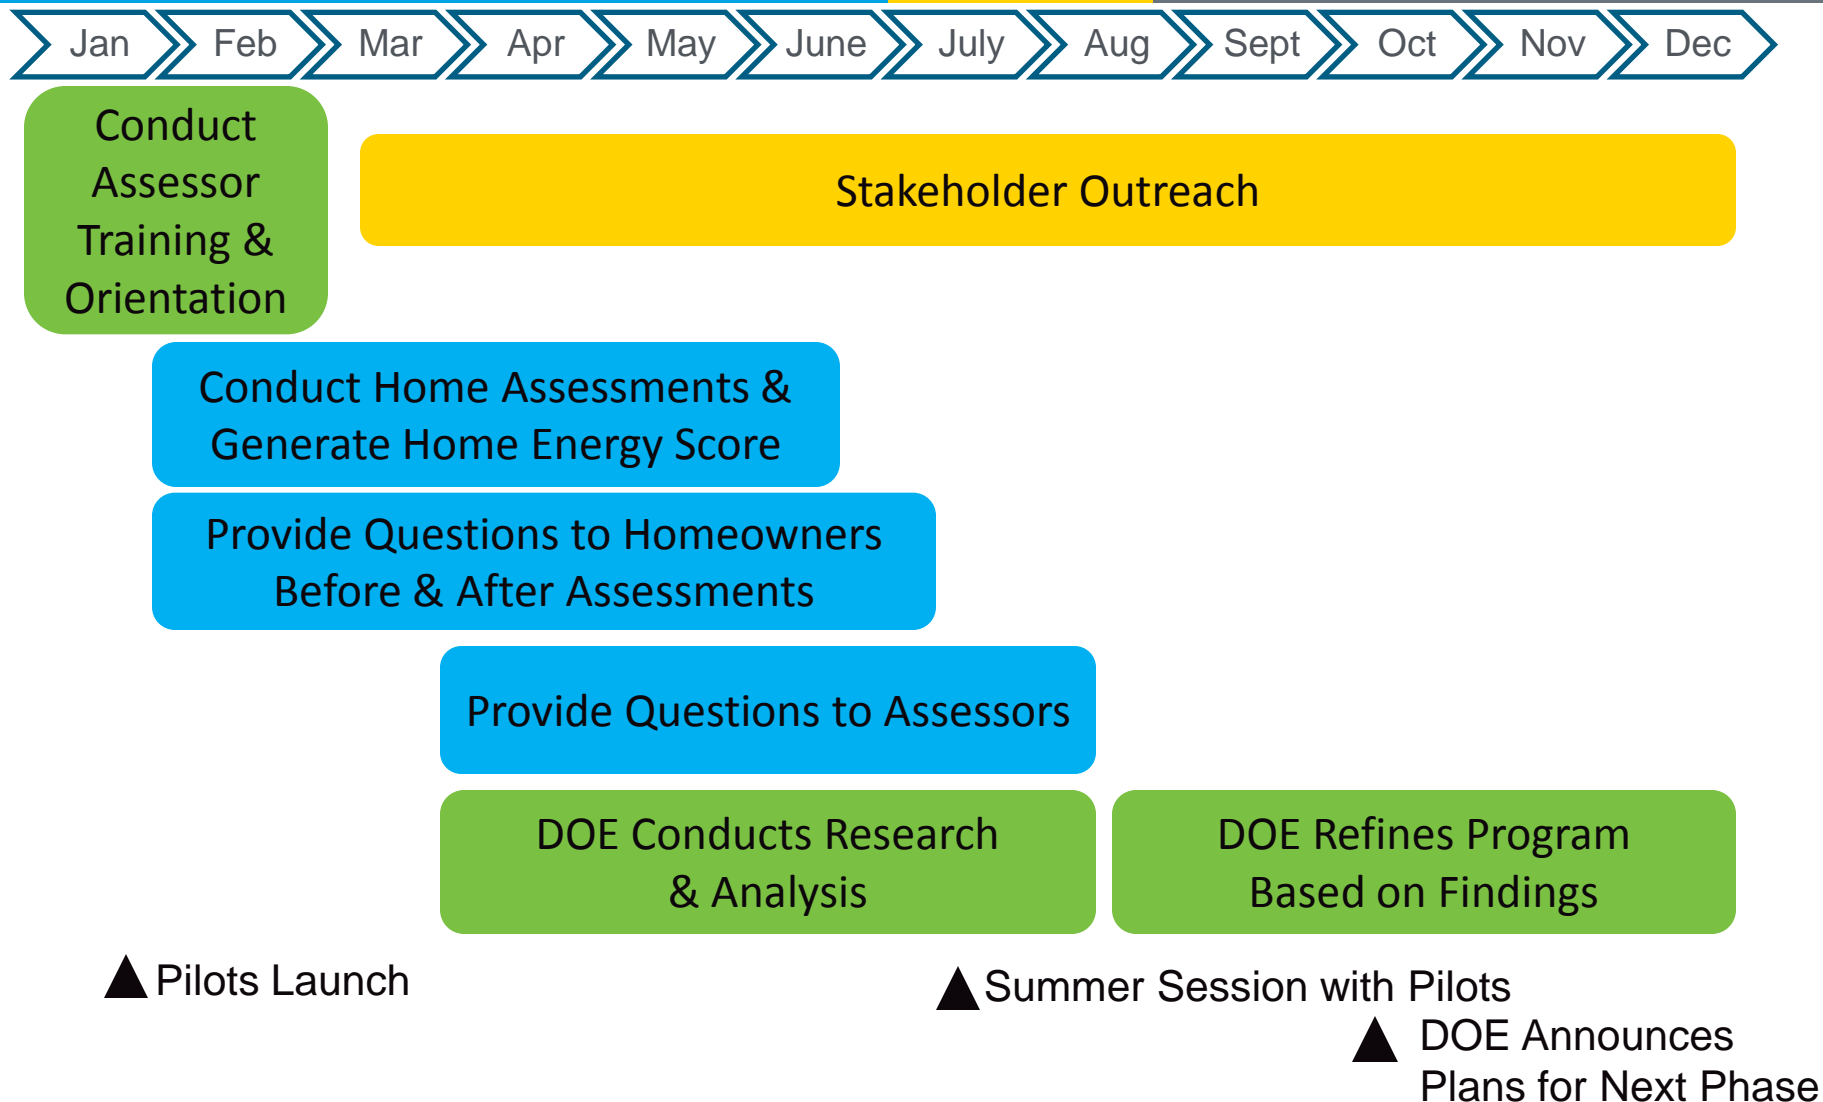 Jan Feb Mar Apr May June July Aug Sept Oct Nov Dec
Conduct
Assessor
Training &
Orientation
Stakeholder Outreach
Conduct Home Assessments &
Generate Home Energy Score
Provide Questions to Homeowners
Before & After Assessments
Provide Questions to Assessors
DOE Conducts Research
& Analysis
DOE Refines Program
Based on Findings
Pilots Launch
Summer Session with Pilots
DOE Announces
Plans for Next Phase